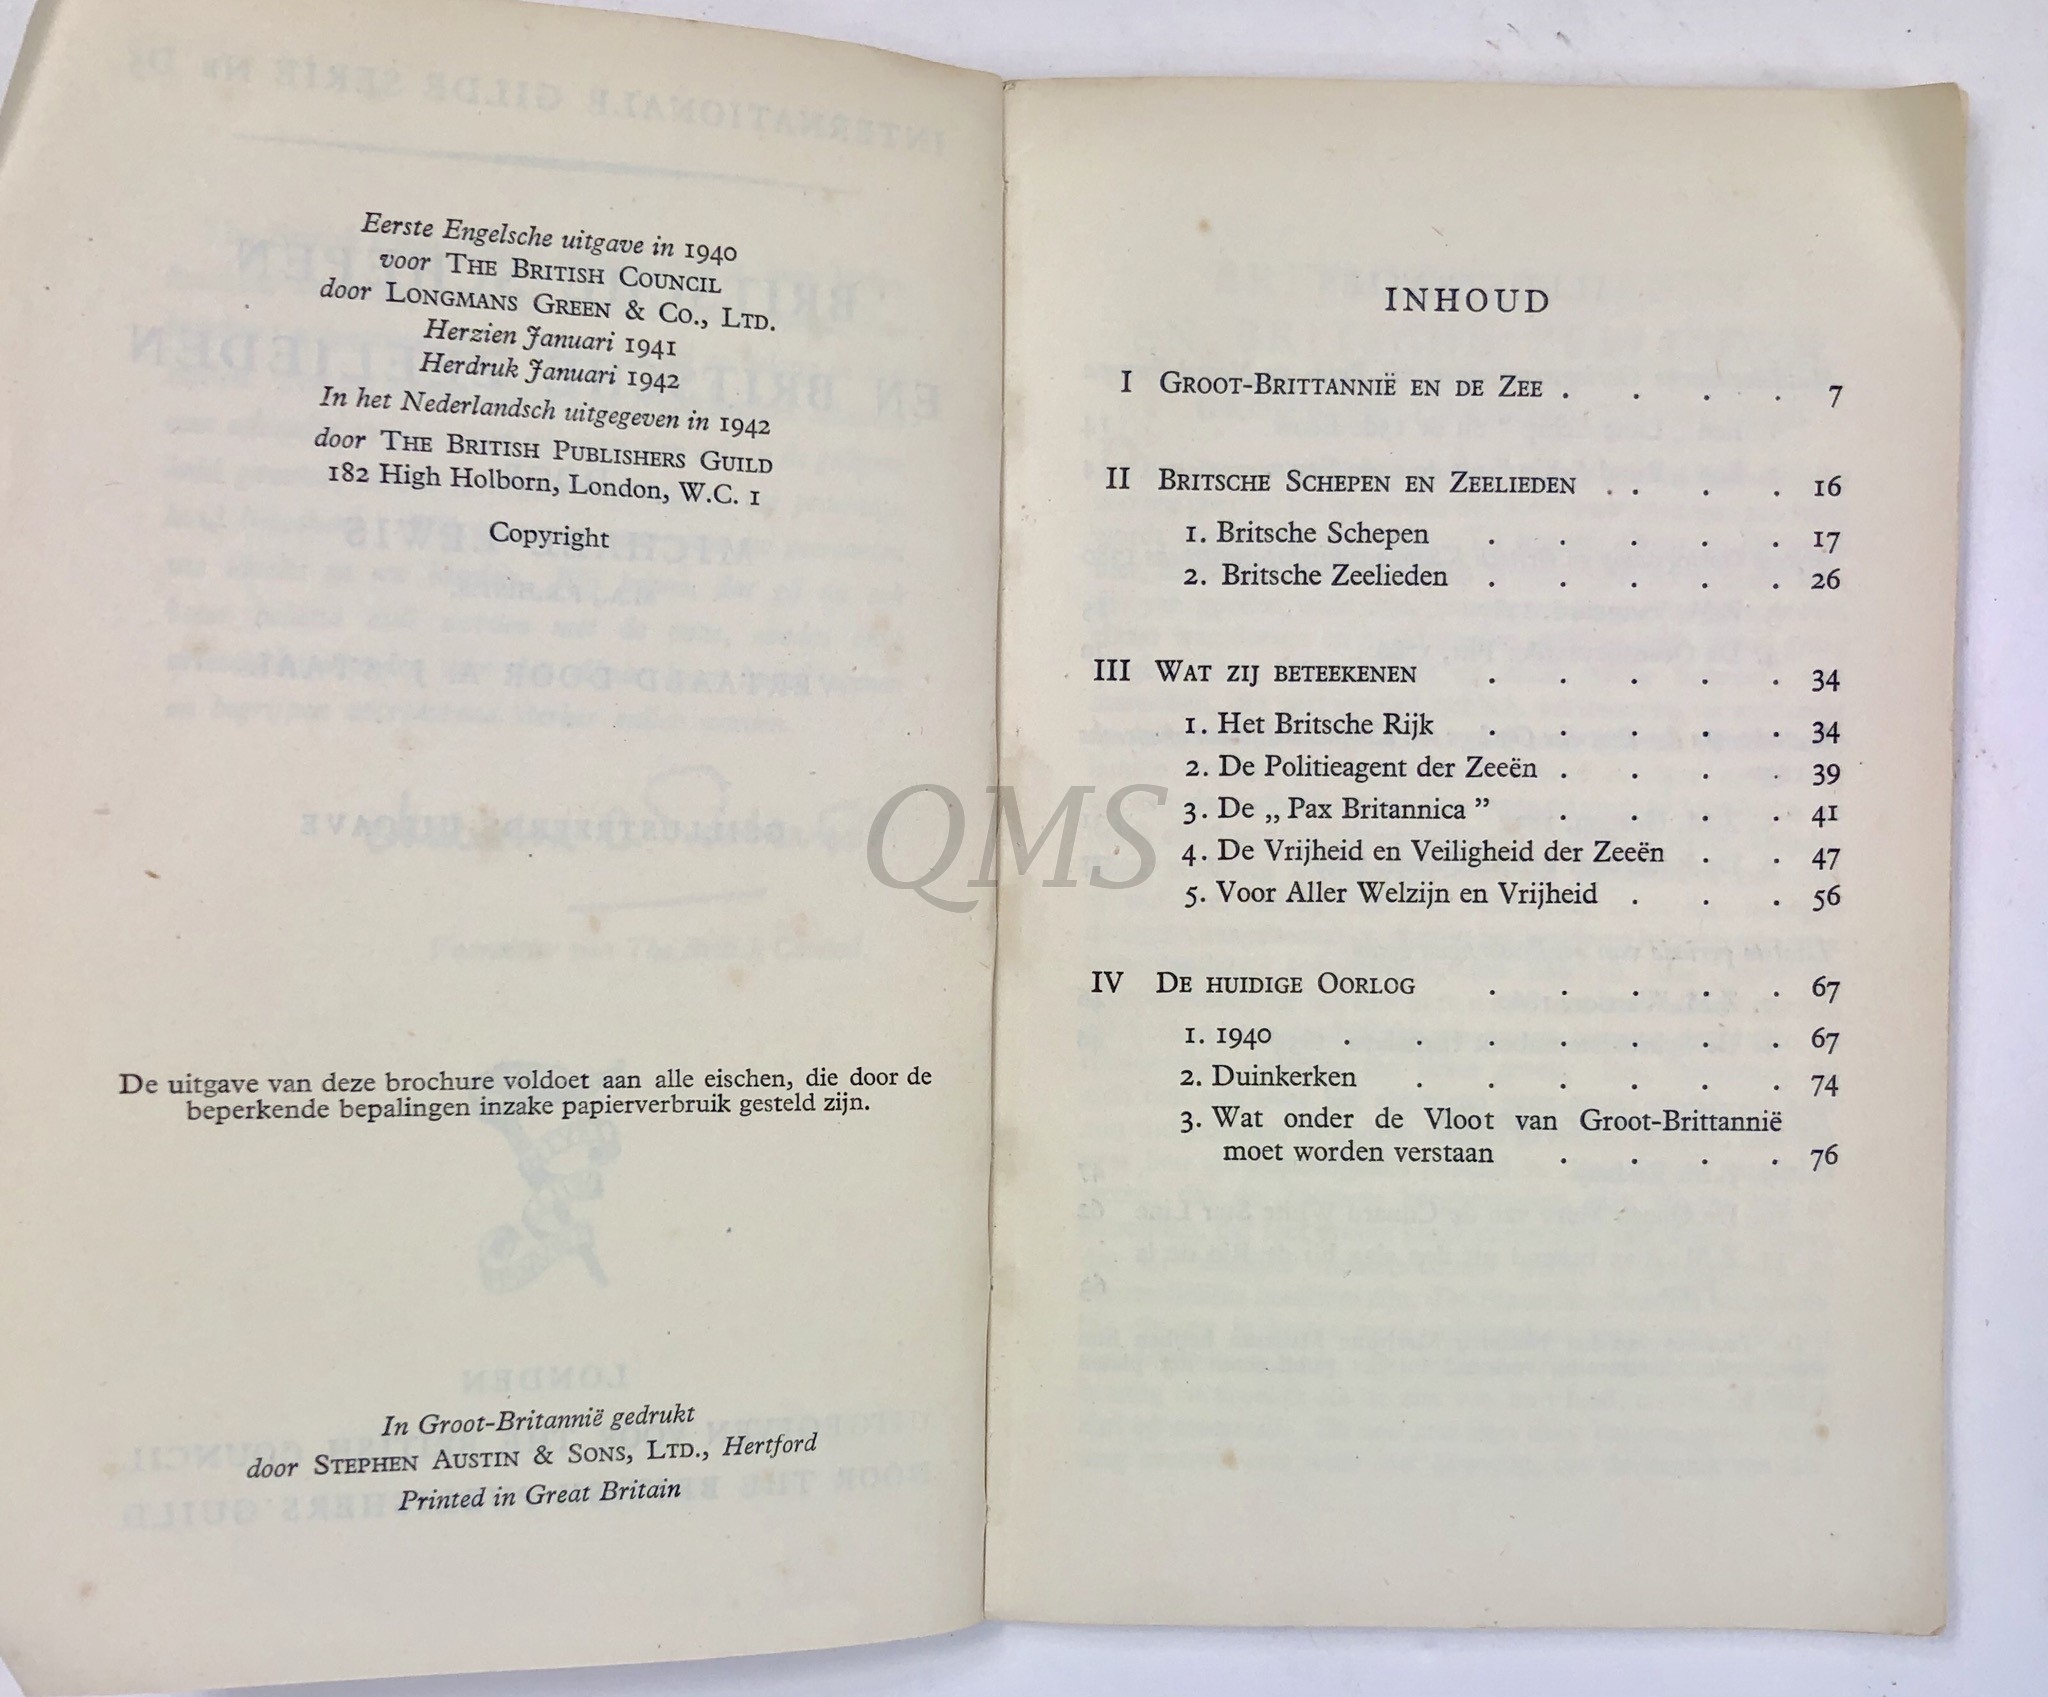 Eerste Engelsche uitgave in 1940
voor THE BRITISH COUNCIL
door LONGMANS GREEN & CO., LTD.
Herzien Januari 1941
Herdruk Januari 1942
In het Nederlandsch uitgegeven in 1942
door THE BRITISH PUBLISHERS GUILD
182 High Holborn, London, W.C. 1
Copyright
De uitgave van deze brochure voldoet aan alle eischen, die door de
beperkende bepalingen inzake papierverbruik gesteld zijn.
In Groot-Britannië gedrukt
door STEPHEN AUSTIN & SONS, LTD., Hertford
Printed in Great Britain
QMS
INHOUD
I GROOT-BRITTANNIË EN DE ZEE . . . . 7
II BRITSCHE SCHEPEN EN ZEELIEDEN . . . . 16
1. Britsche Schepen . . . . . 17
2. Britsche Zeelieden . . . . . 26
III WAT ZIJ BETEEKENEN . . . . . 34
1. Het Britsche Rijk . . . . . 34
2. De Politieagent der Zeeën . . . . 39
3. De „ Pax Britannica ” . . . . 41
4. De Vrijheid en Veiligheid der Zeeën . . 47
5. Voor Aller Welzijn en Vrijheid . . . 56
IV DE HUIDIGE OORLOG . . . . . 67
1. 1940 . . . . . . . 67
2. Duinkerken . . . . . . 74
3. Wat onder de Vloot van Groot-Brittannië
moet worden verstaan . . . . 76